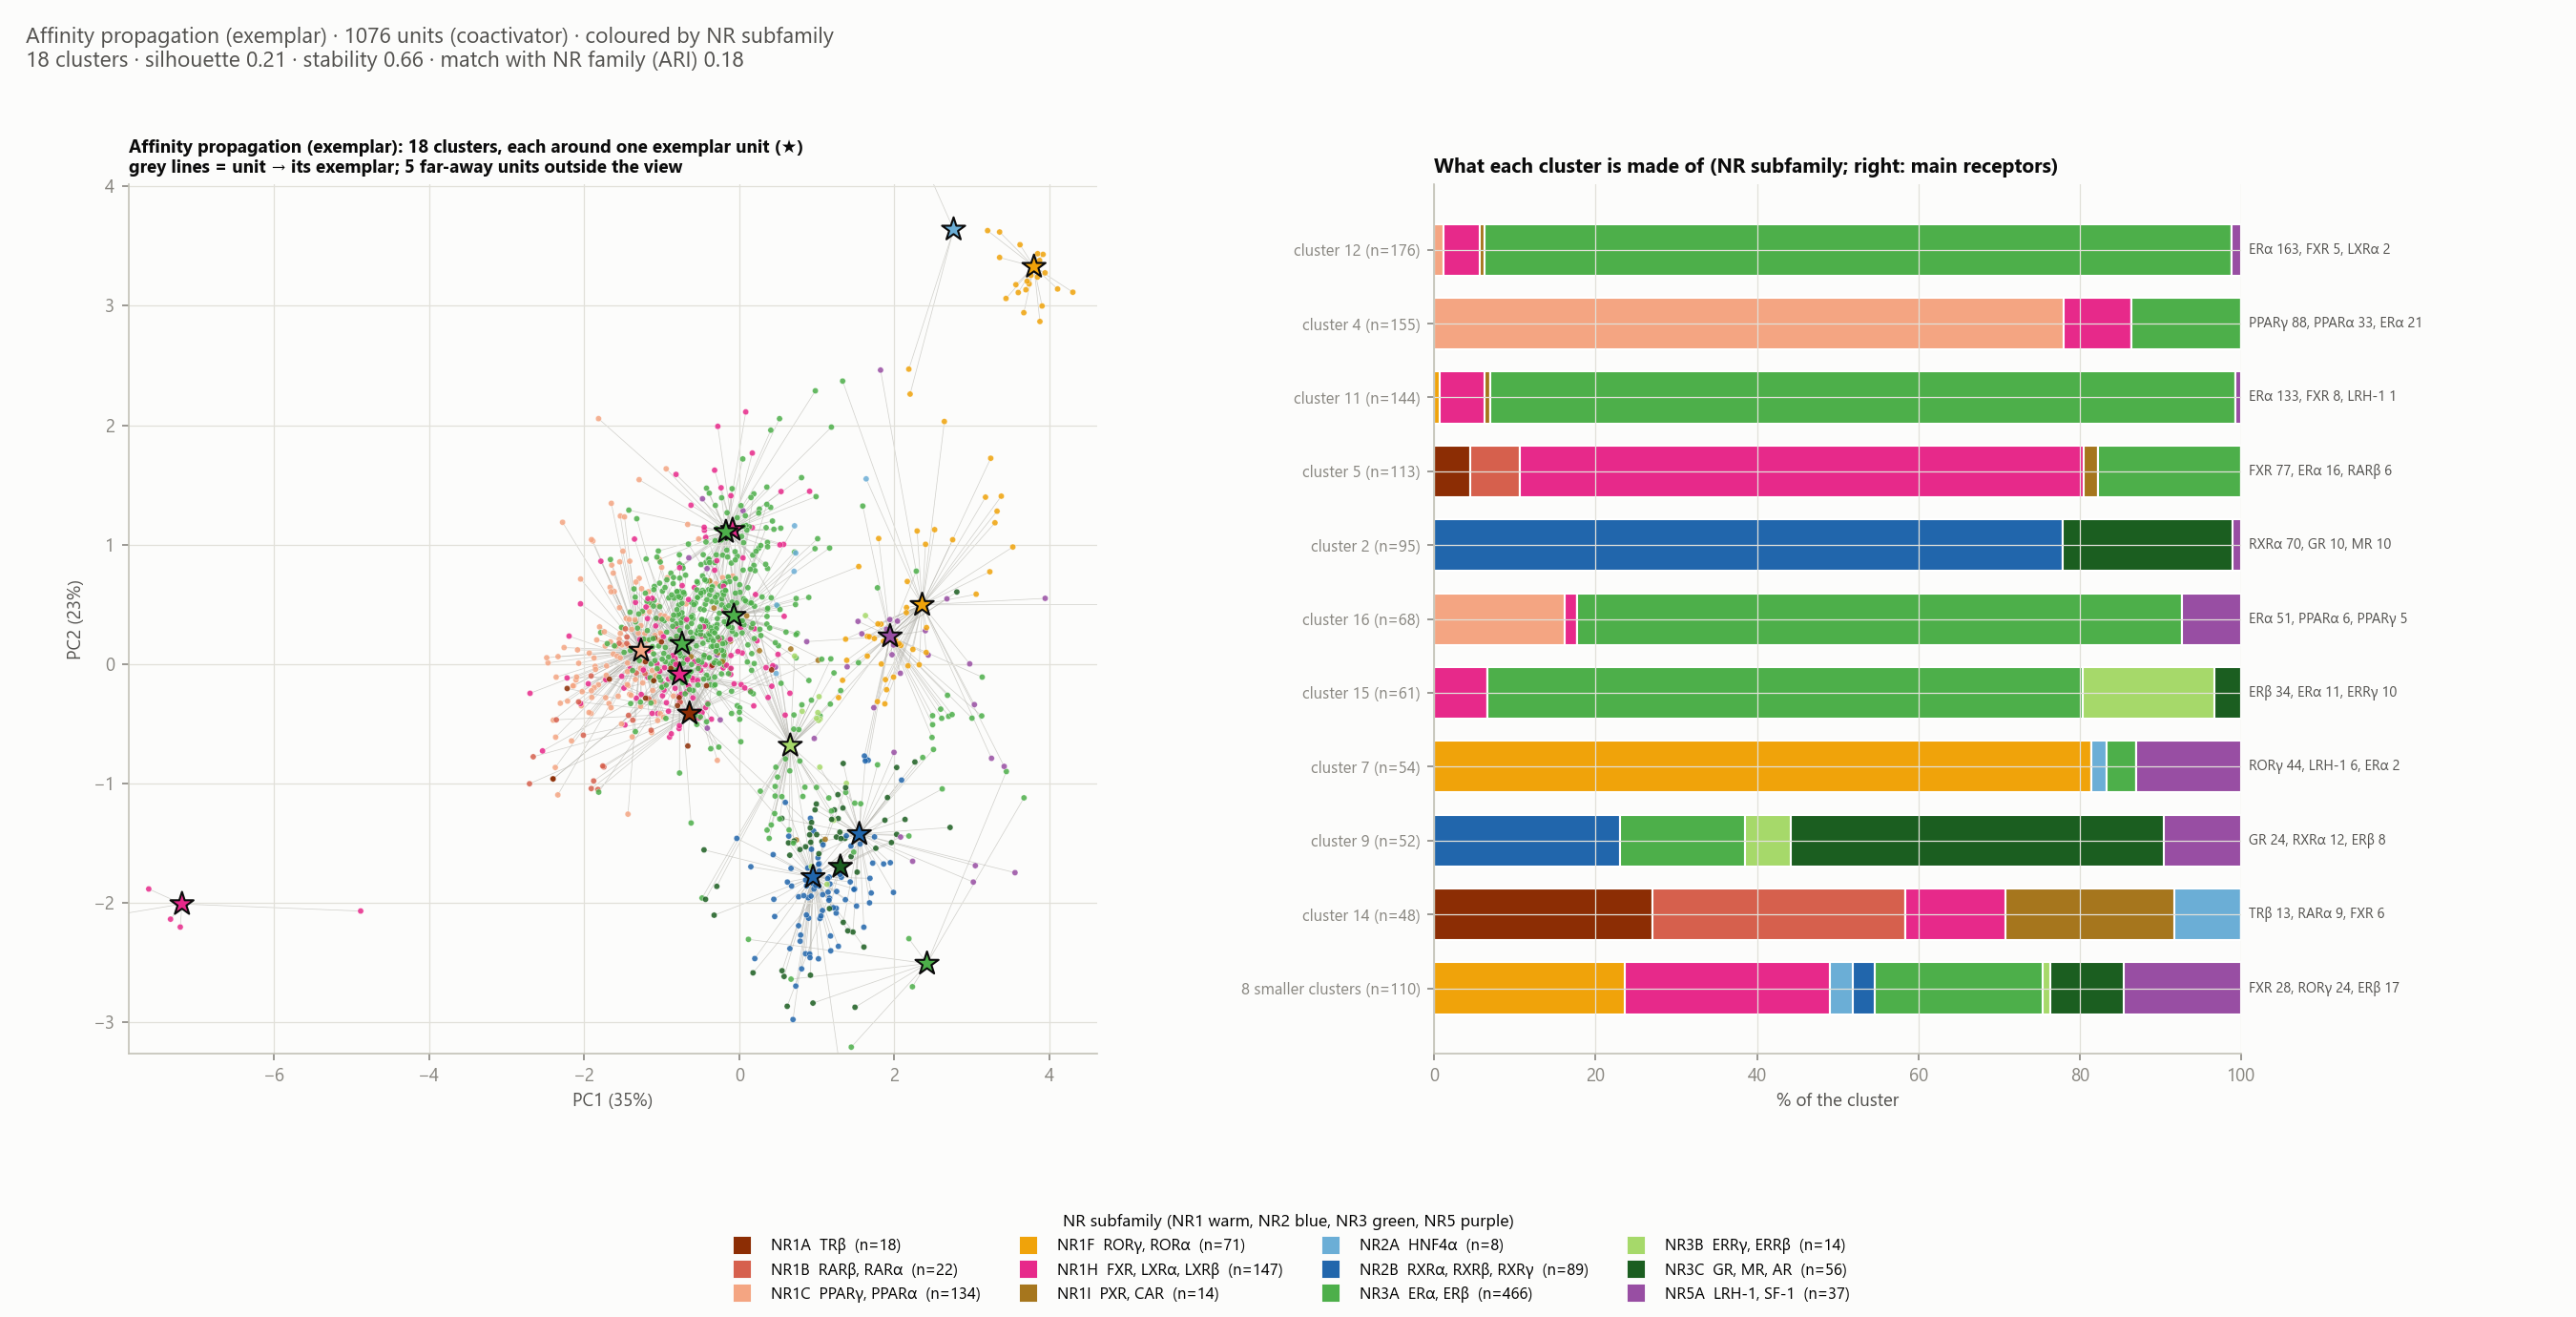 Affinity propagation (exemplar) · 1076 units (coactivator) · coloured by NR subfamily
18 clusters · silhouette 0.21 · stability 0.66 · match with NR family (ARI) 0.18
Affinity propagation (exemplar): 18 clusters, each around one exemplar unit (★)
grey lines = unit → its exemplar; 5 far-away units outside the view
4
3
2
1
0
−1
−2
−3
PC2 (23%)
−6
−4
−2
0
2
4
PC1 (35%)
What each cluster is made of (NR subfamily; right: main receptors)
cluster 12 (n=176)
ERα 163, FXR 5, LXRα 2
cluster 4 (n=155)
PPARγ 88, PPARα 33, ERα 21
cluster 11 (n=144)
ERα 133, FXR 8, LRH-1 1
cluster 5 (n=113)
FXR 77, ERα 16, RARβ 6
cluster 2 (n=95)
RXRα 70, GR 10, MR 10
cluster 16 (n=68)
ERα 51, PPARα 6, PPARγ 5
cluster 15 (n=61)
ERβ 34, ERα 11, ERRγ 10
cluster 7 (n=54)
RORγ 44, LRH-1 6, ERα 2
cluster 9 (n=52)
GR 24, RXRα 12, ERβ 8
cluster 14 (n=48)
TRβ 13, RARα 9, FXR 6
8 smaller clusters (n=110)
FXR 28, RORγ 24, ERβ 17
0
20
40
60
80
100
% of the cluster
NR subfamily (NR1 warm, NR2 blue, NR3 green, NR5 purple)
NR1A TRβ (n=18)
NR1B RARβ, RARα (n=22)
NR1C PPARγ, PPARα (n=134)
NR1F RORγ, RORα (n=71)
NR1H FXR, LXRα, LXRβ (n=147)
NR1I PXR, CAR (n=14)
NR2A HNF4α (n=8)
NR2B RXRα, RXRβ, RXRγ (n=89)
NR3A ERα, ERβ (n=466)
NR3B ERRγ, ERRβ (n=14)
NR3C GR, MR, AR (n=56)
NR5A LRH-1, SF-1 (n=37)